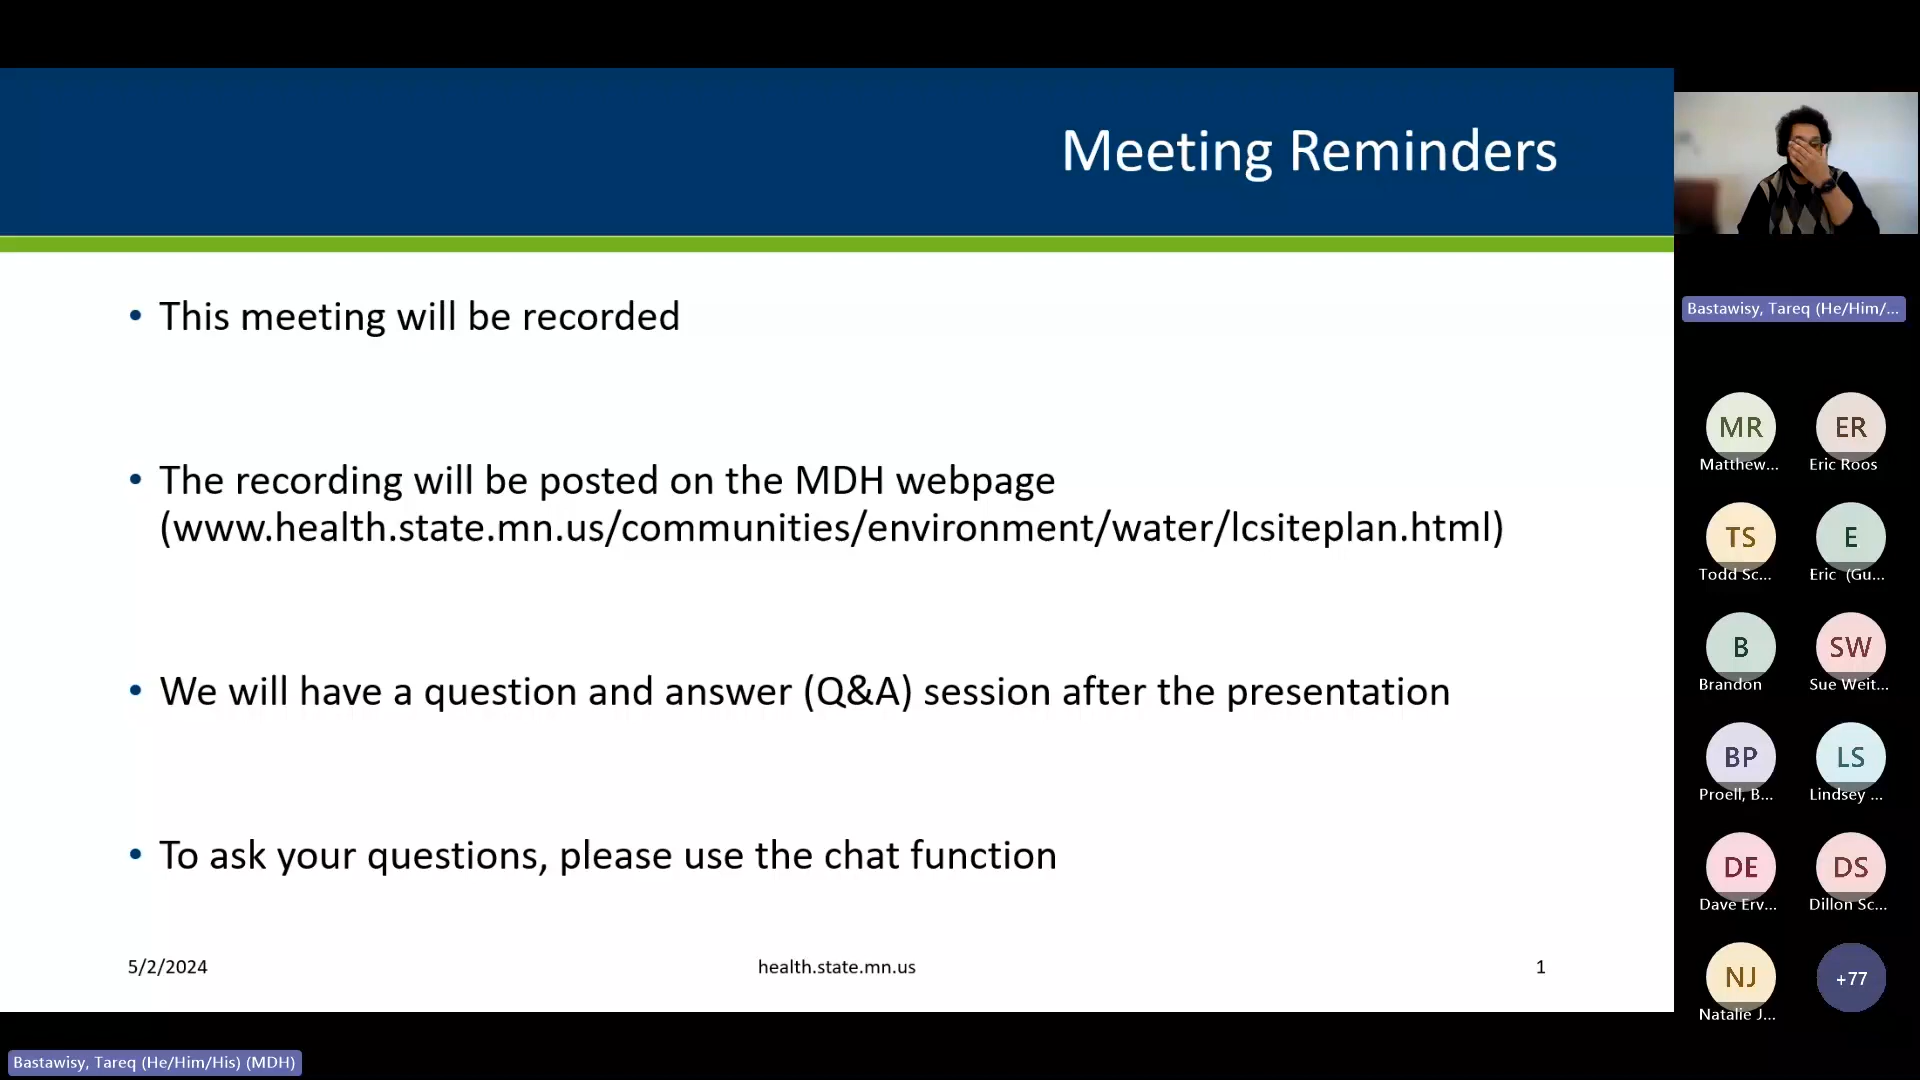 Meeting Reminders
• This meeting will be recorded
• The recording will be posted on the MDH webpage
(www.health.state.mn.us/communities/environment/water/lcsiteplan.html)
• We will have a question and answer (Q&A) session after the presentation
• To ask your questions, please use the chat function
5/2/2024
health.state.mn.us
1
Bastawisy, Tareq (He/Him/...
MR
Matthew...
ER
Eric Roos
TS
Todd Sc...
E
Eric (Gu...
B
Brandon
SW
Sue Weit...
BP
Proell, B...
LS
Lindsey ...
DE
Dave Erv...
DS
Dillon Sc...
NJ
Natalie J...
+77
Bastawisy, Tareq (He/Him/His) (MDH)